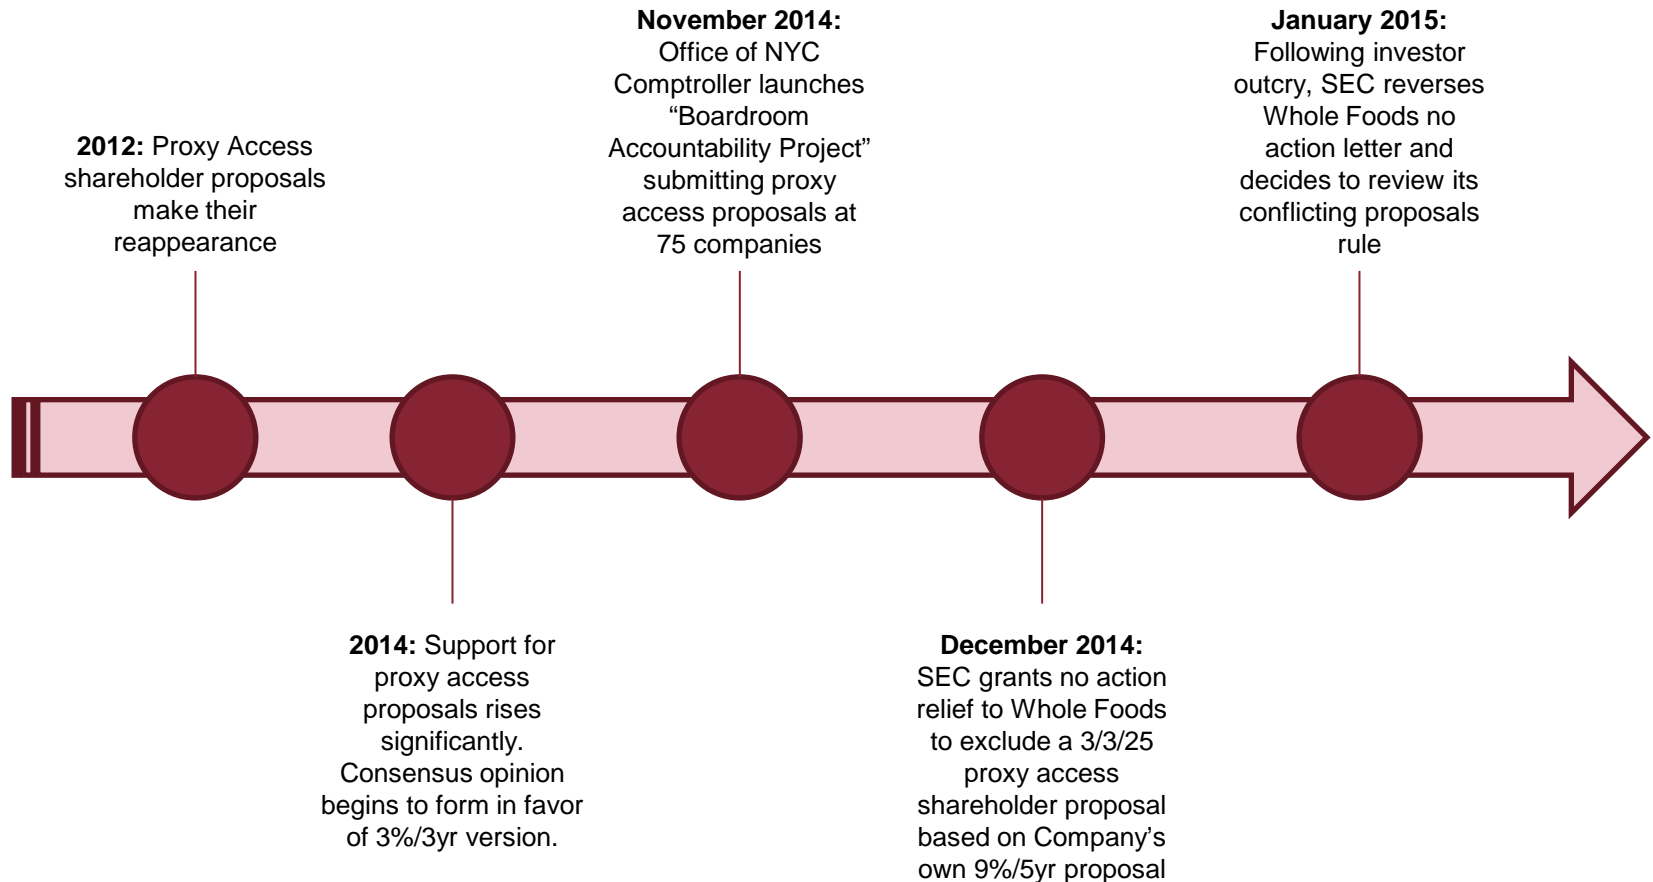 2012: Proxy Access
shareholder proposals
make their
reappearance
2014: Support for
proxy access
proposals rises
significantly.
Consensus opinion
begins to form in favor
of 3%/3yr version.
November 2014:
Office of NYC
Comptroller launches
“Boardroom
Accountability Project”
submitting proxy
access proposals at
75 companies
December 2014:
SEC grants no action
relief to Whole Foods
to exclude a 3/3/25
proxy access
shareholder proposal
based on Company’s
own 9%/5yr proposal
January 2015:
Following investor
outcry, SEC reverses
Whole Foods no
action letter and
decides to review its
conflicting proposals
rule